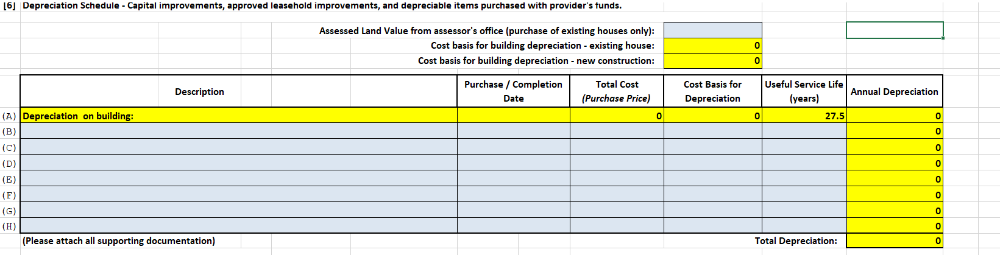 [6] Depreciation Schedule - Capital improvements, approved leasehold improvements, and depreciable items purchased with provider's funds.
Assessed Land Value from assessor's office (purchase of existing houses only):
Cost basis for building depreciation - existing house: 0
Cost basis for building depreciation - new construction: 0
Description Purchase / Completion Date Total Cost (Purchase Price) Cost Basis for Depreciation Useful Service Life (years) Annual Depreciation
(A) Depreciation on building: 0 0 27.5 0
(B) 0
(C) 0
(D) 0
(E) 0
(F) 0
(G) 0
(H) 0
(Please attach all supporting documentation) Total Depreciation: 0